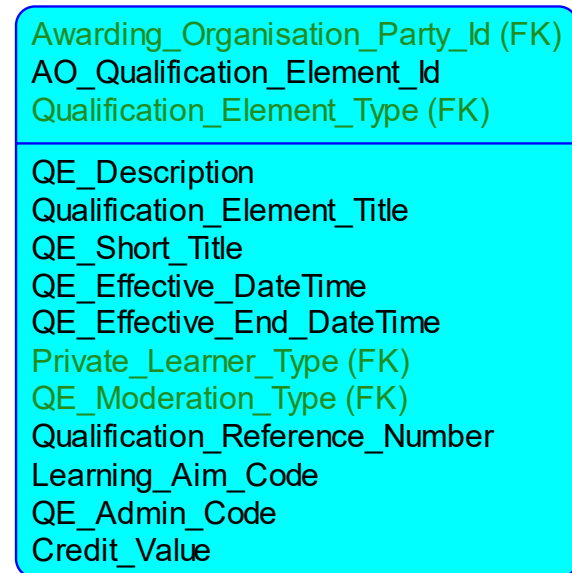 Awarding_Organisation_Party_Id (FK)
AO_Qualification_Element_Id
Qualification_Element_Type (FK)
QE_Description
Qualification_Element_Title
QE_Short_Title
QE_Effective_DateTime
QE_Effective_End_DateTime
Private_Learner_Type (FK)
QE_Moderation_Type (FK)
Qualification_Reference_Number
Learning_Aim_Code
QE_Admin_Code
Credit_Value